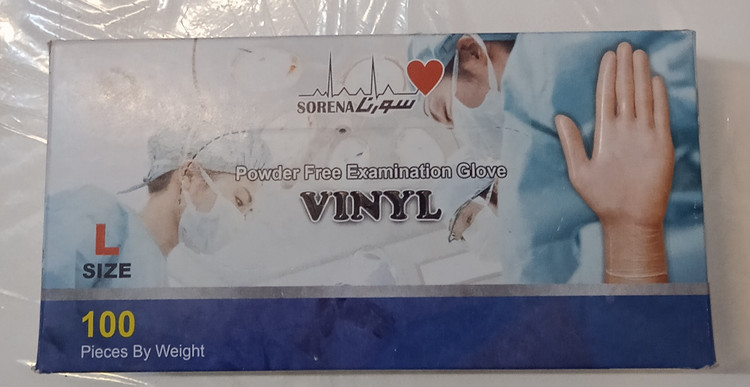 SORENA سورنا
Powder Free Examination Glove
VINYL
L
SIZE
100
Pieces By Weight